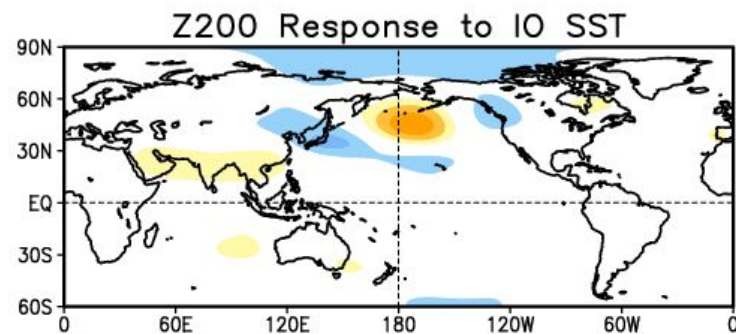 Z200 Response to IO SST
90N
60N
30N
EQ
30S
60S
0 60E 120E 180 120W 60W 0